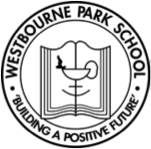 WESTBOURNE PARK SCHOOL
'BUILDING A POSITIVE FUTURE'